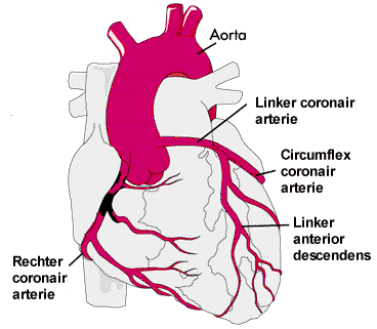 Aorta
Linker coronair
arterie
Circumflex
coronair
arterie
Linker
anterior
descendens
Rechter
coronair
arterie